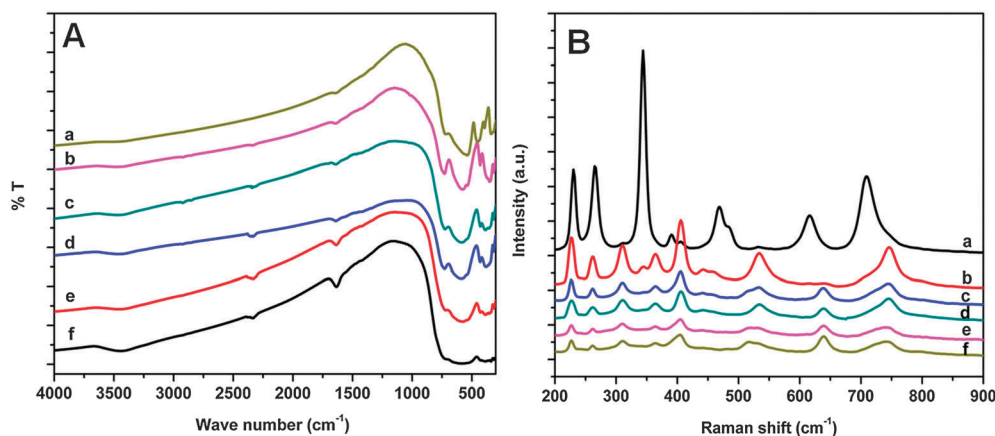 A
a
b
c
d
e
f
% T
4000 3500 3000 2500 2000 1500 1000 500
Wave number (cm-1)
B
a
b
c
d
e
f
Intensity (a.u.)
200 300 400 500 600 700 800 900
Raman shift (cm-1)